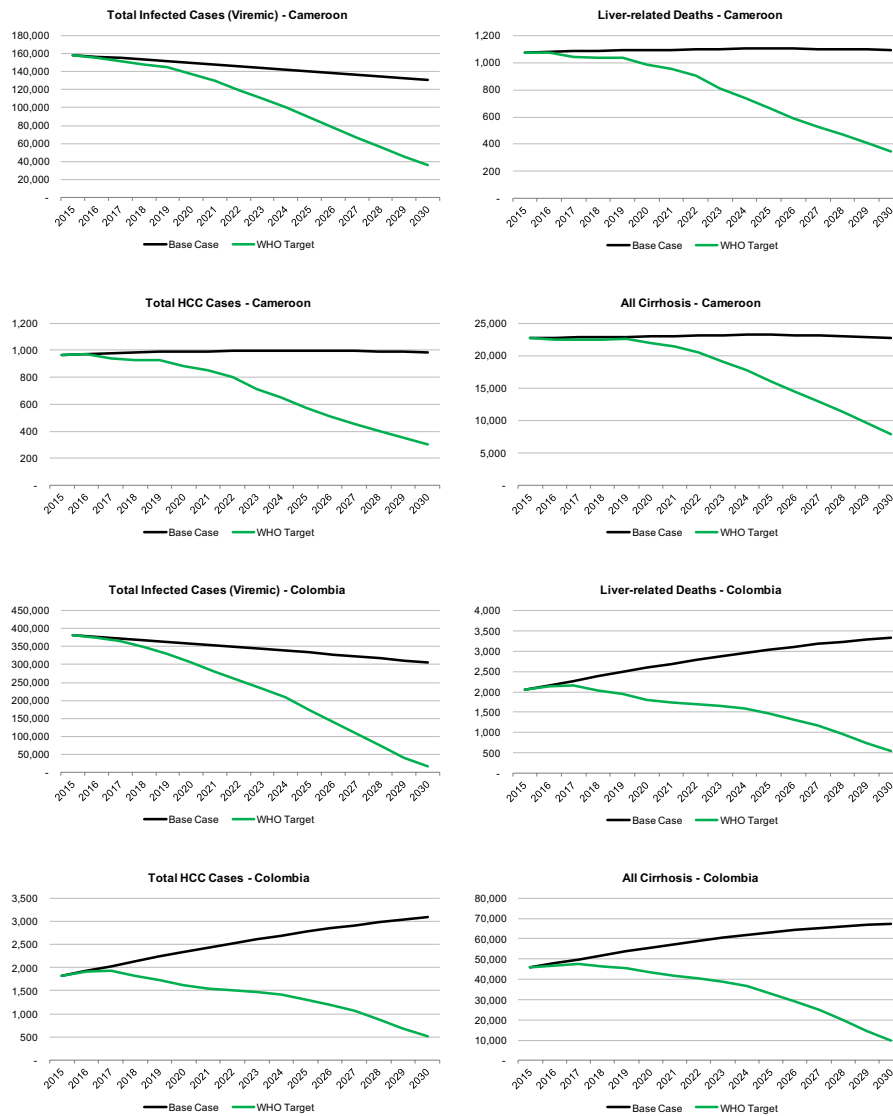 Total Infected Cases (Viremic) - Cameroon
180,000
160,000
140,000
120,000
100,000
80,000
60,000
40,000
20,000
-
2015 2016 2017 2018 2019 2020 2021 2022 2023 2024 2025 2026 2027 2028 2029 2030
Base Case WHO Target
Liver-related Deaths - Cameroon
1,200
1,000
800
600
400
200
-
2015 2016 2017 2018 2019 2020 2021 2022 2023 2024 2025 2026 2027 2028 2029 2030
Base Case WHO Target
Total HCC Cases - Cameroon
1,200
1,000
800
600
400
200
-
2015 2016 2017 2018 2019 2020 2021 2022 2023 2024 2025 2026 2027 2028 2029 2030
Base Case WHO Target
All Cirrhosis - Cameroon
25,000
20,000
15,000
10,000
5,000
-
2015 2016 2017 2018 2019 2020 2021 2022 2023 2024 2025 2026 2027 2028 2029 2030
Base Case WHO Target
Total Infected Cases (Viremic) - Colombia
450,000
400,000
350,000
300,000
250,000
200,000
150,000
100,000
50,000
-
2015 2016 2017 2018 2019 2020 2021 2022 2023 2024 2025 2026 2027 2028 2029 2030
Base Case WHO Target
Liver-related Deaths - Colombia
4,000
3,500
3,000
2,500
2,000
1,500
1,000
500
-
2015 2016 2017 2018 2019 2020 2021 2022 2023 2024 2025 2026 2027 2028 2029 2030
Base Case WHO Target
Total HCC Cases - Colombia
3,500
3,000
2,500
2,000
1,500
1,000
500
-
2015 2016 2017 2018 2019 2020 2021 2022 2023 2024 2025 2026 2027 2028 2029 2030
Base Case WHO Target
All Cirrhosis - Colombia
80,000
70,000
60,000
50,000
40,000
30,000
20,000
10,000
-
2015 2016 2017 2018 2019 2020 2021 2022 2023 2024 2025 2026 2027 2028 2029 2030
Base Case WHO Target